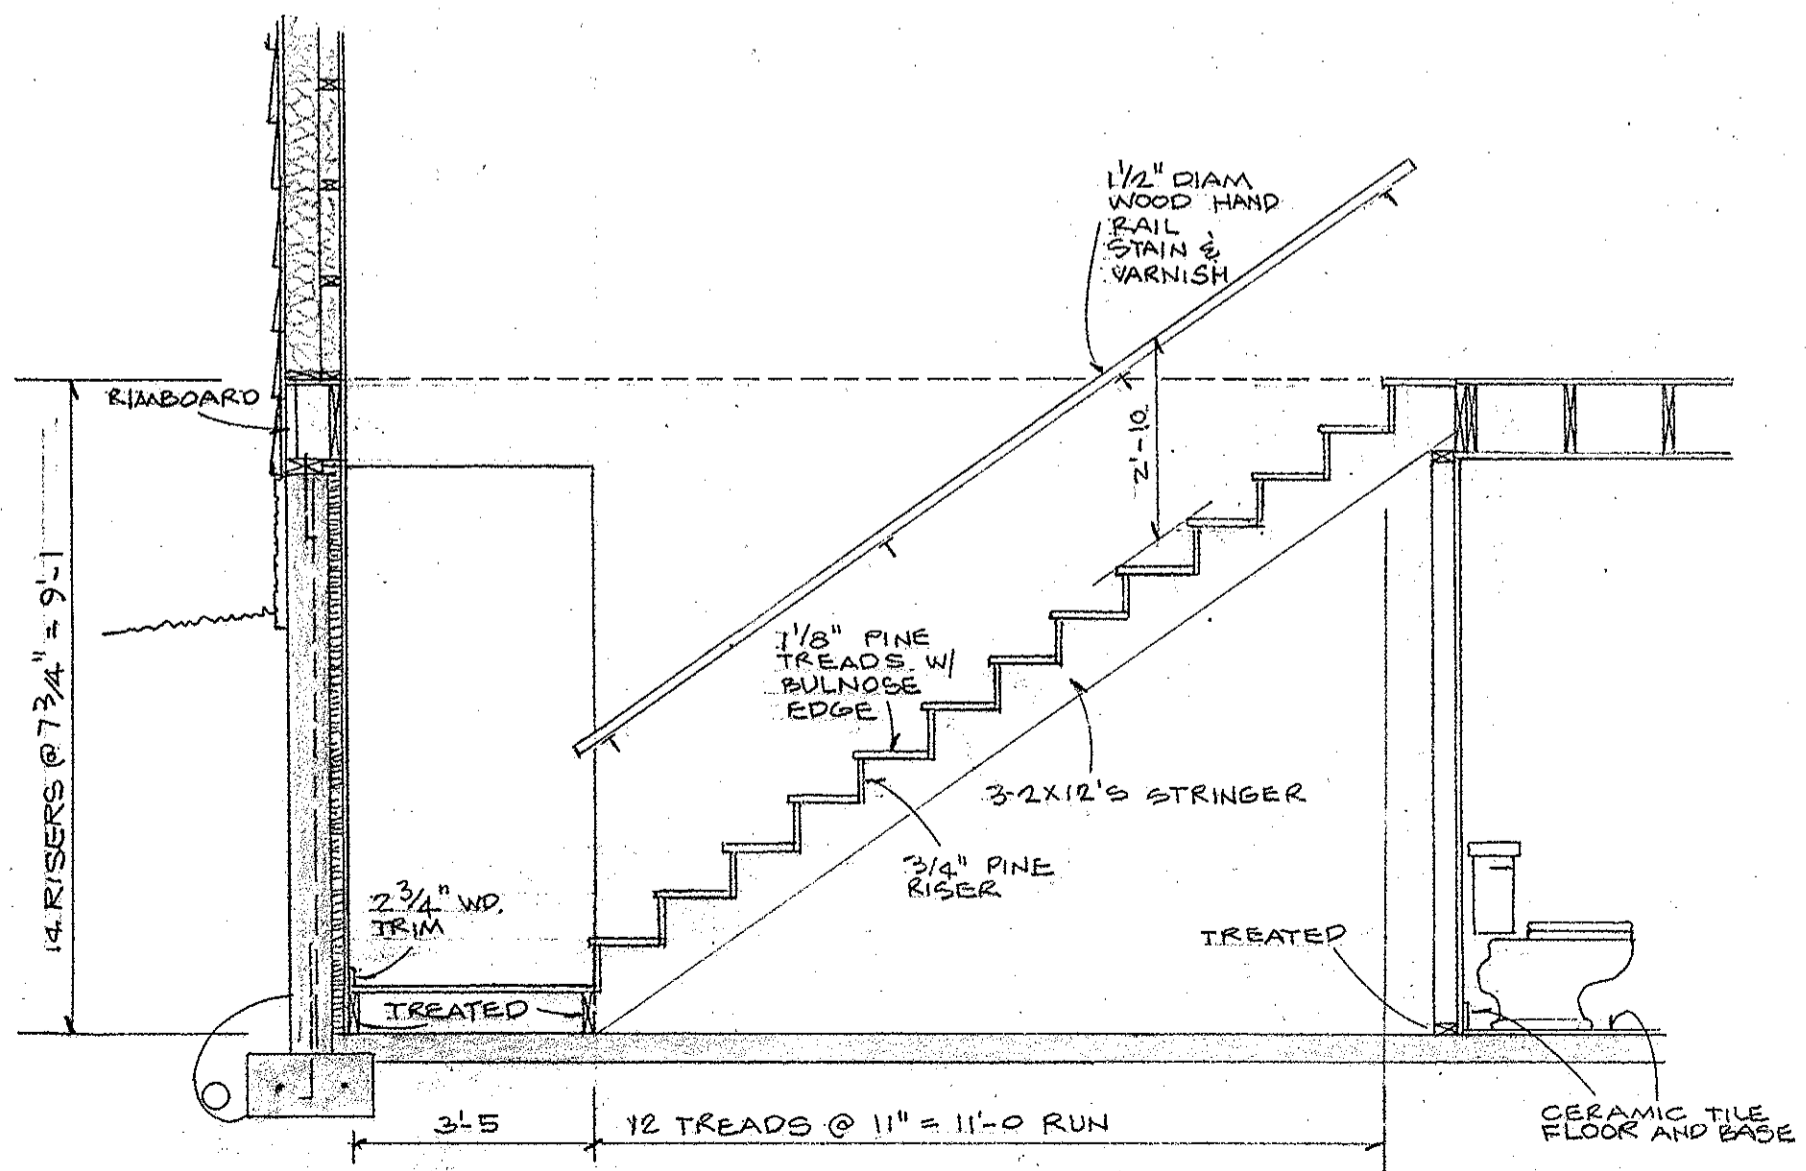 1 1/2" DIAM
WOOD HAND
RAIL
STAIN &
VARNISH
RIMBOARD
2'-10
14 RISERS @ 7 3/4" = 9'-1
1 1/8" PINE
TREADS W/
BULNOSE
EDGE
3-2X12'S STRINGER
3/4" PINE
RISER
2 3/4" WD.
TRIM
TREATED
TREATED
3'-5
12 TREADS @ 11" = 11'-0 RUN
CERAMIC TILE
FLOOR AND BASE